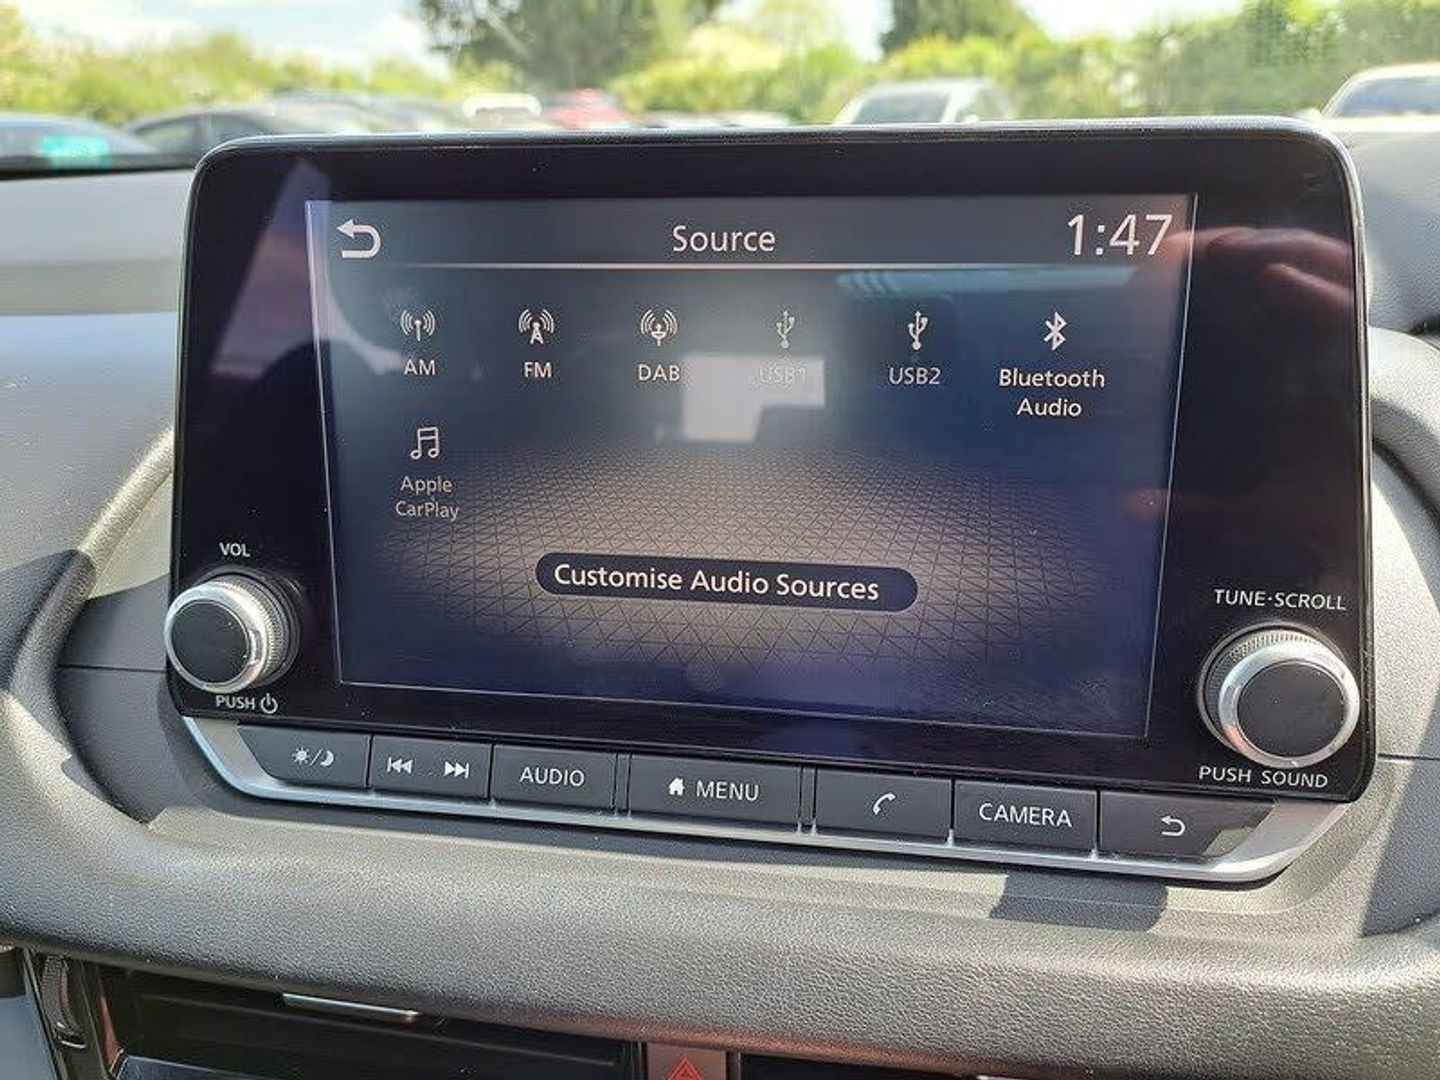 Source 1:47
AM FM DAB USB1 USB2 Bluetooth
Audio
Apple
CarPlay
Customise Audio Sources
VOL
PUSH
TUNE·SCROLL
PUSH SOUND
AUDIO MENU CAMERA